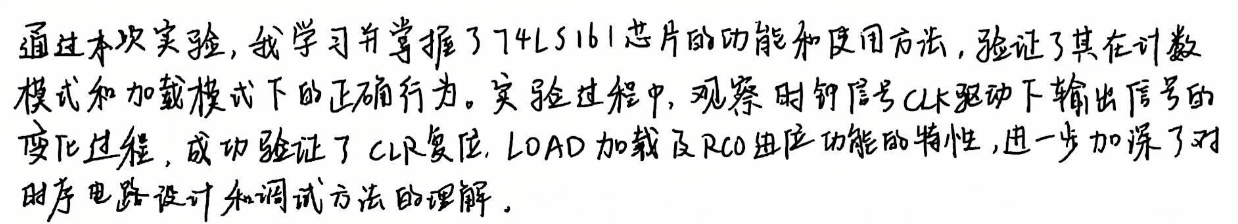 通过本次实验，我学习并掌握了74LS161芯片的功能和使用方法，验证了其在计数
模式和加载模式下的正确行为。实验过程中，观察时钟信号CLK驱动下输出信号的
变化过程，成功验证了CLR复位、LOAD加载及RCO进位功能的特性，进一步加深了对
时序电路设计和调试方法的理解。